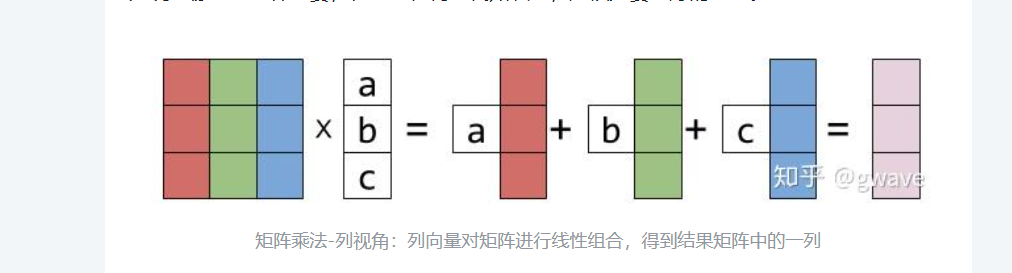 a
x b = a + b + c =
c
知乎 @gwave
矩阵乘法-列视角：列向量对矩阵进行线性组合，得到结果矩阵中的一列